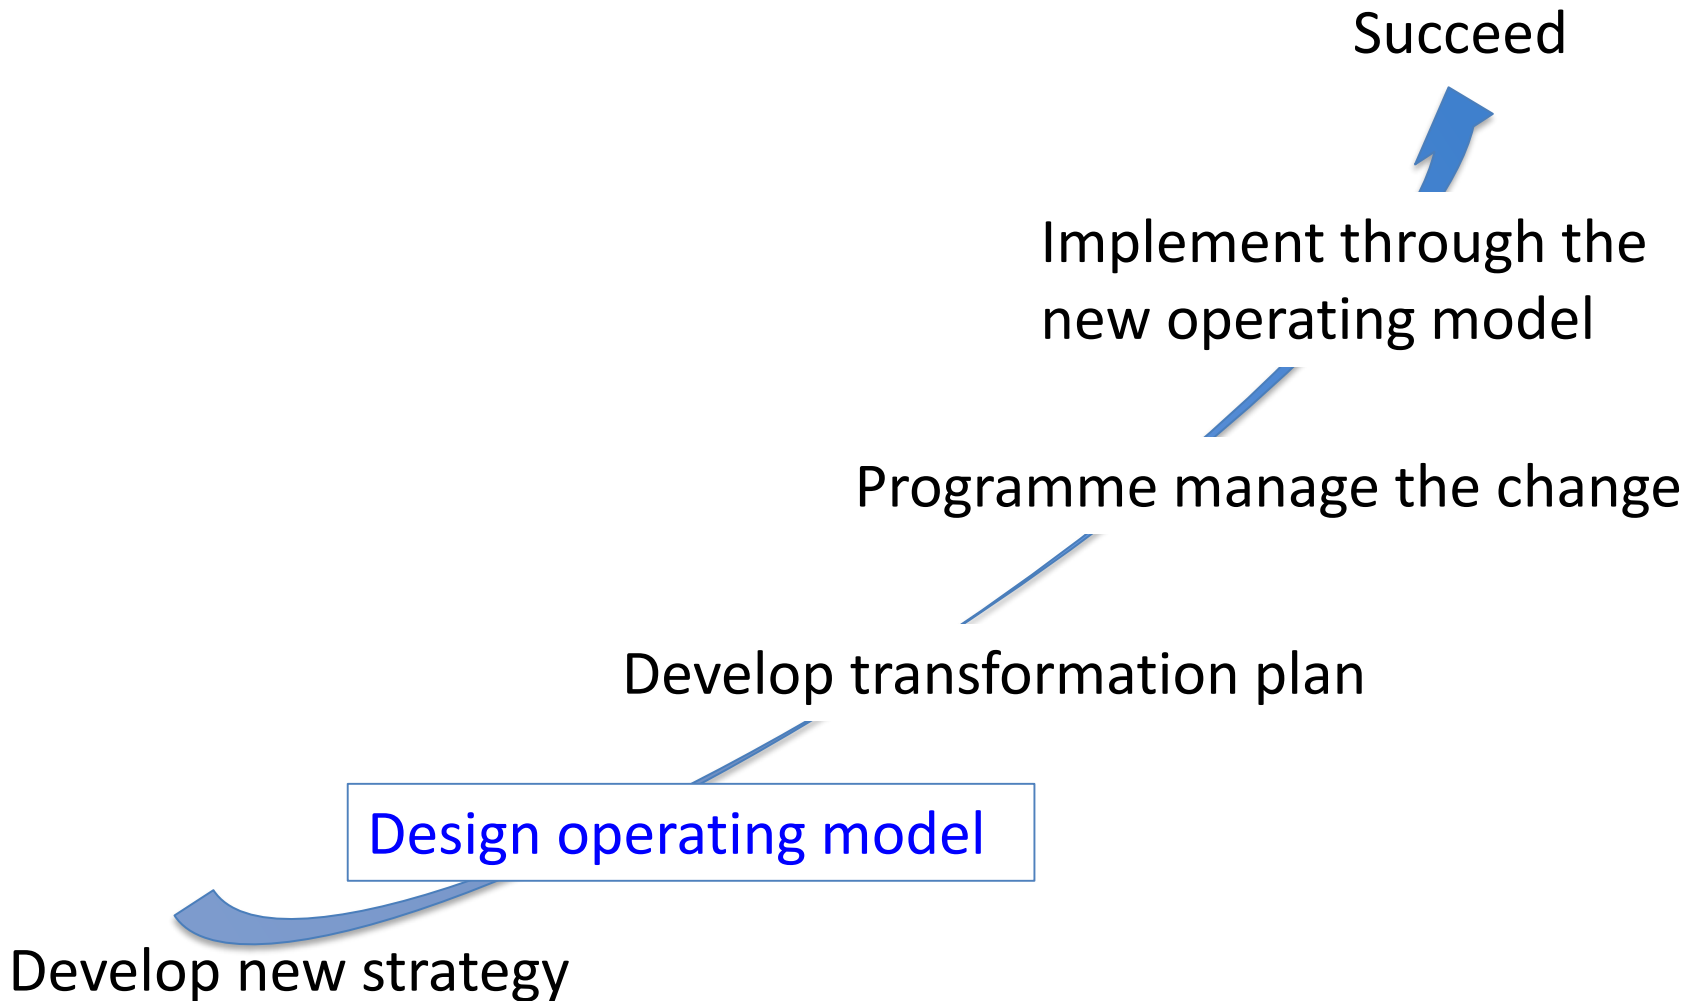 Succeed
Implement through the
new operating model
Programme manage the change
Develop transformation plan
Design operating model
Develop new strategy